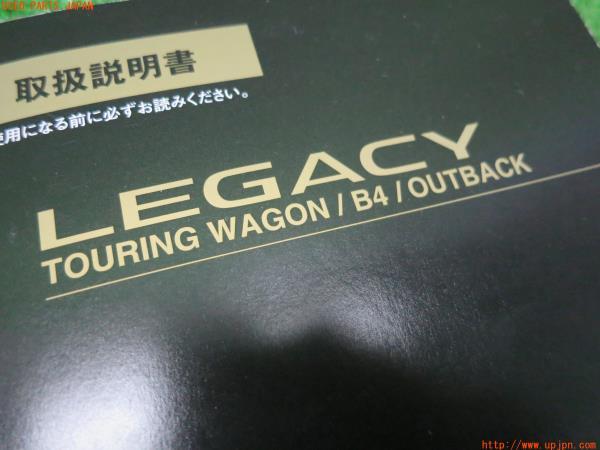 USED PARTS JAPAN
取扱説明書
使用になる前に必ずお読みください。
LEGACY
TOURING WAGON / B4 / OUTBACK
http://www.upjpn.com/